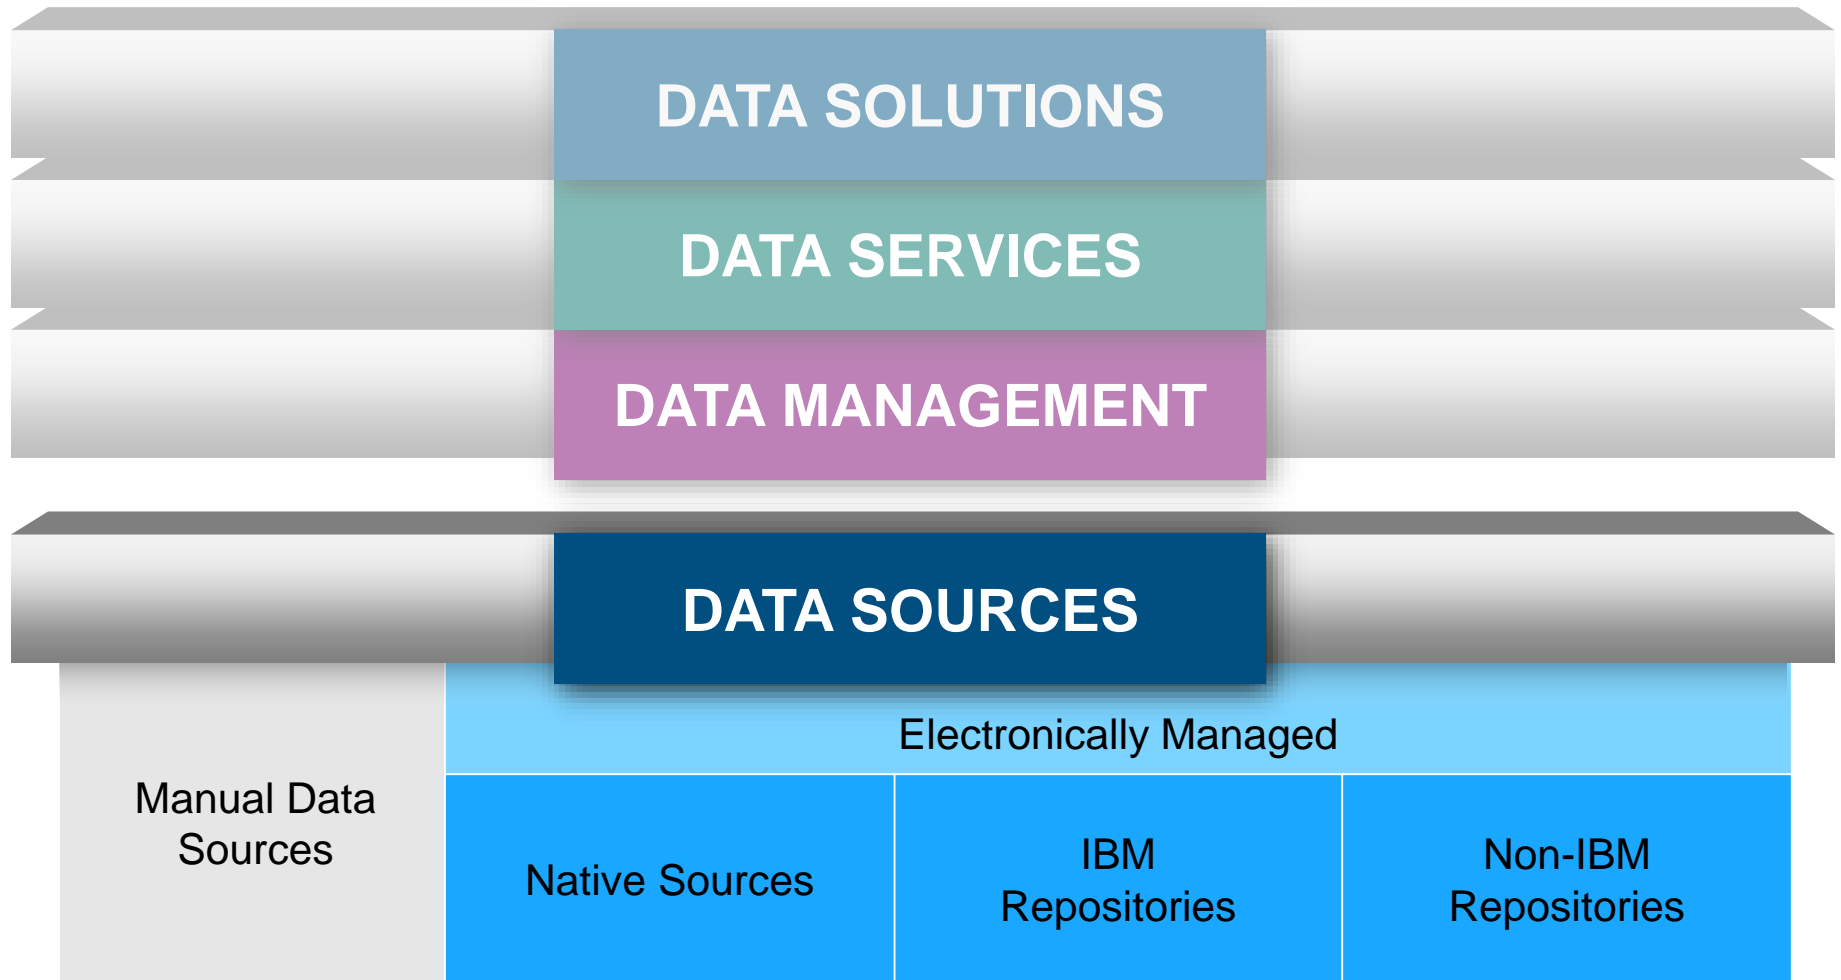 DATA SOLUTIONS
DATA SERVICES
DATA MANAGEMENT
DATA SOURCES
Electronically Managed
Manual Data
Sources
Native Sources
IBM
Repositories
Non-IBM
Repositories